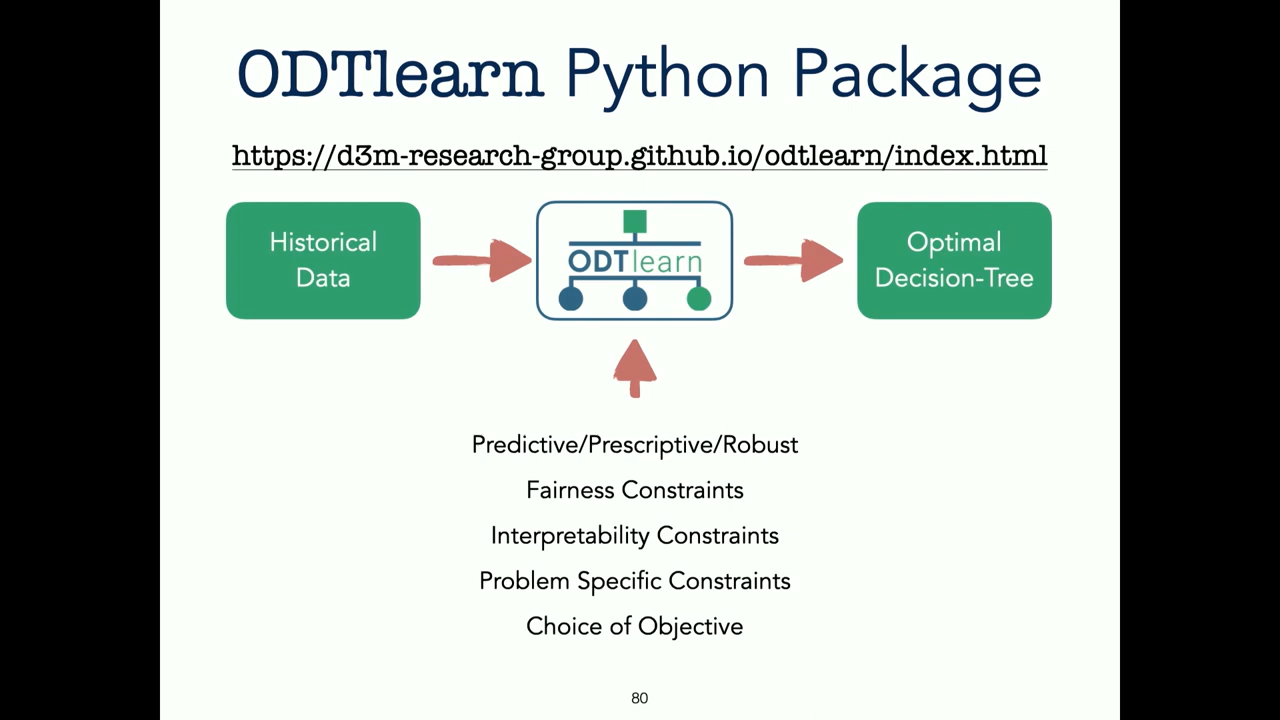 ODTlearn Python Package
https://d3m-research-group.github.io/odtlearn/index.html
Historical
Data
ODTlearn
Optimal
Decision-Tree
Predictive/Prescriptive/Robust
Fairness Constraints
Interpretability Constraints
Problem Specific Constraints
Choice of Objective
80